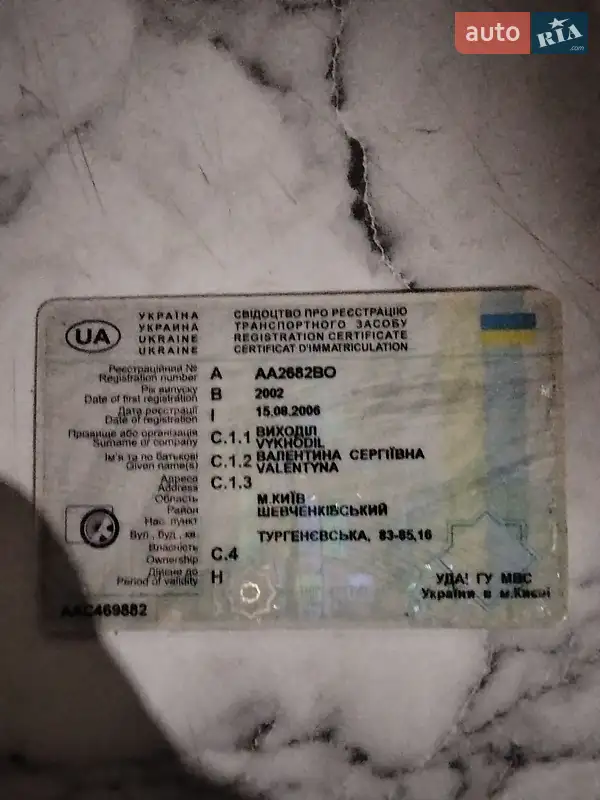 auto RIA .com
УКРАЇНА СВІДОЦТВО ПРО РЕЄСТРАЦІЮ
УКРАИНА ТРАНСПОРТНОГО ЗАСОБУ
UKRAINE REGISTRATION CERTIFICATE
UKRAINE CERTIFICAT D'IMMATRICULATION
UA
Реєстраційний №
Registration number A AA2682BO
Рік випуску
Date of first registration B 2002
Дата реєстрації
Date of registration I 15.08.2006
Прізвище або організація
Surname or company C.1.1 ВИХОДІЛ
VYKHODIL
Ім'я та по батькові
Given name(s) C.1.2 ВАЛЕНТИНА СЕРГІЇВНА
VALENTYNA
Адреса
Address C.1.3
Область М.КИЇВ
Район ШЕВЧЕНКІВСЬКИЙ
Нас. пункт
Вул., буд., кв. ТУРГЕНЄВСЬКА, 83-85,16
Власність
Ownership C.4
Дійсне до
Period of validity H
УДАІ ГУ МВС
України в м.Києві
ААС469882